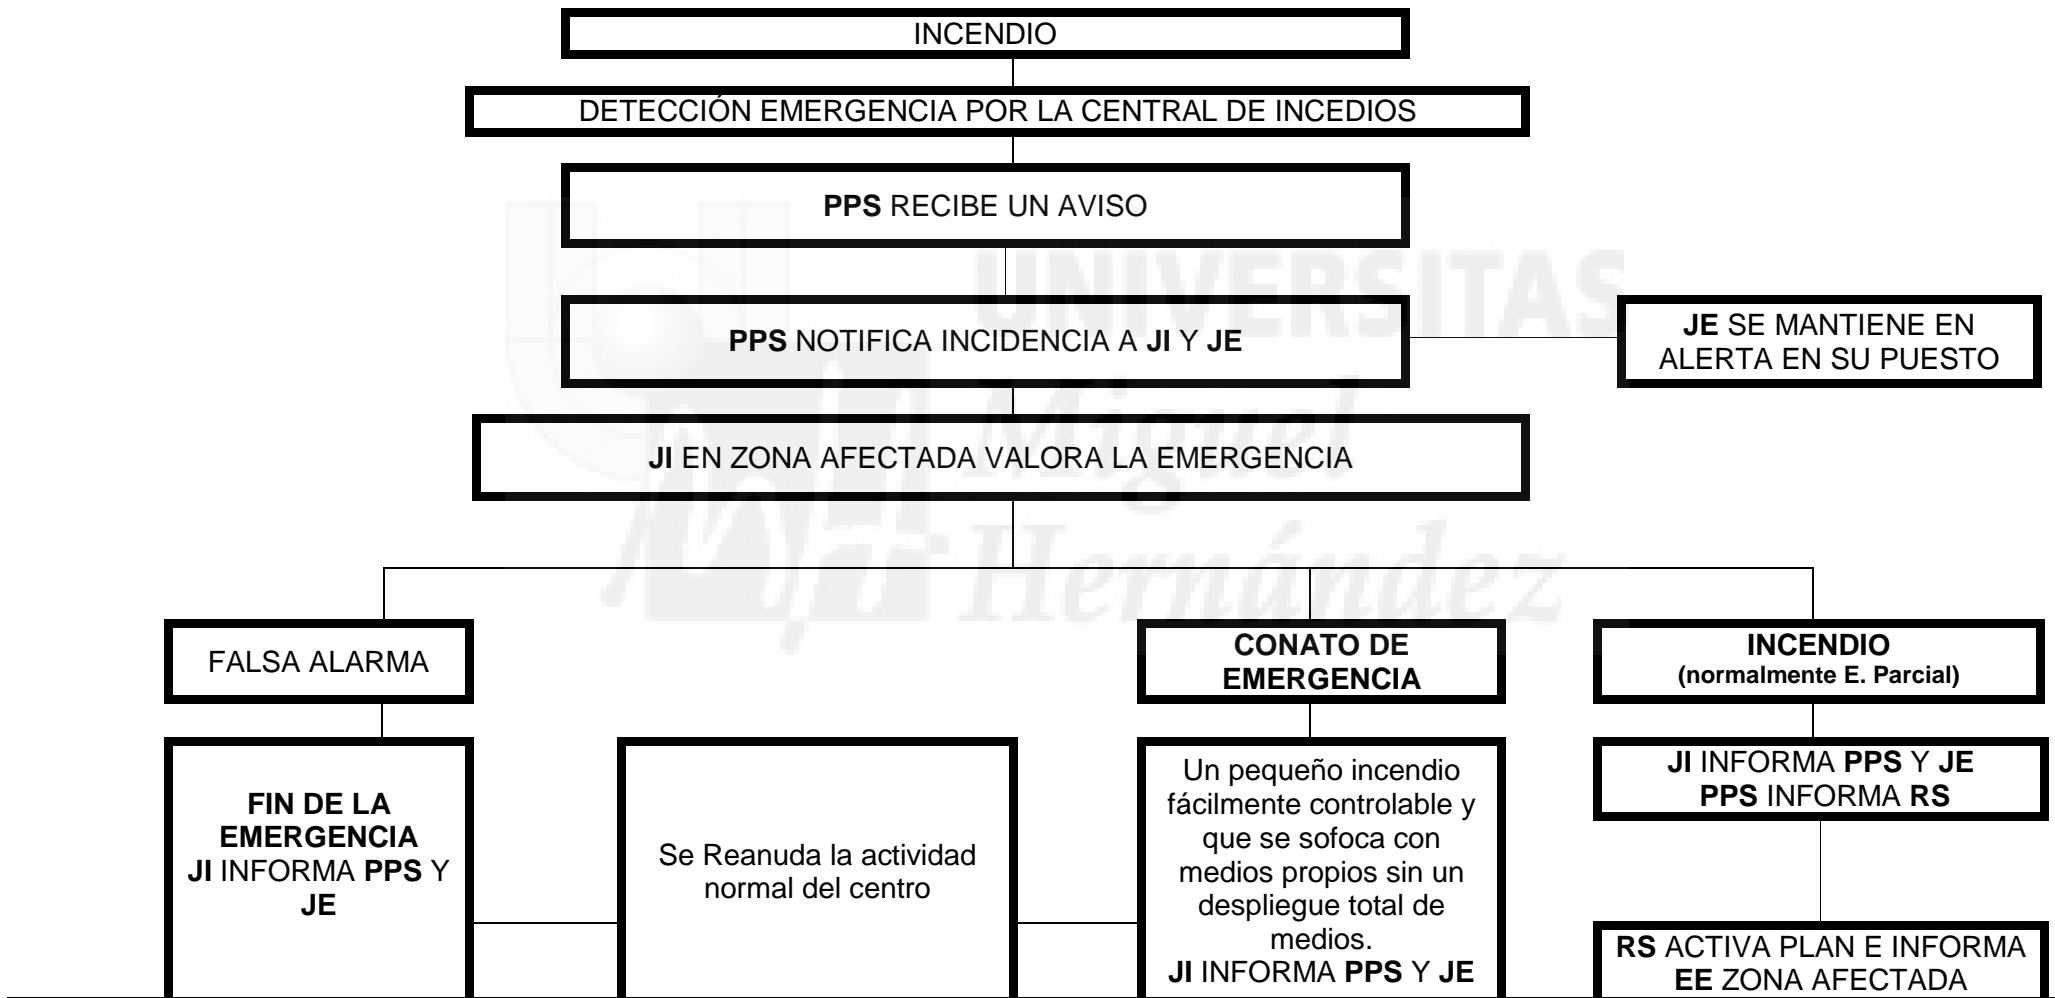 INCENDIO
DETECCIÓN EMERGENCIA POR LA CENTRAL DE INCEDIOS
PPS RECIBE UN AVISO
UNIVERSITAS
Miguel
Hernández
PPS NOTIFICA INCIDENCIA A JI Y JE
JE SE MANTIENE EN
ALERTA EN SU PUESTO
JI EN ZONA AFECTADA VALORA LA EMERGENCIA
FALSA ALARMA
CONATO DE
EMERGENCIA
INCENDIO
(normalmente E. Parcial)
FIN DE LA
EMERGENCIA
JI INFORMA PPS Y
JE
Se Reanuda la actividad
normal del centro
Un pequeño incendio
fácilmente controlable y
que se sofoca con
medios propios sin un
despliegue total de
medios.
JI INFORMA PPS Y JE
JI INFORMA PPS Y JE
PPS INFORMA RS
RS ACTIVA PLAN E INFORMA
EE ZONA AFECTADA